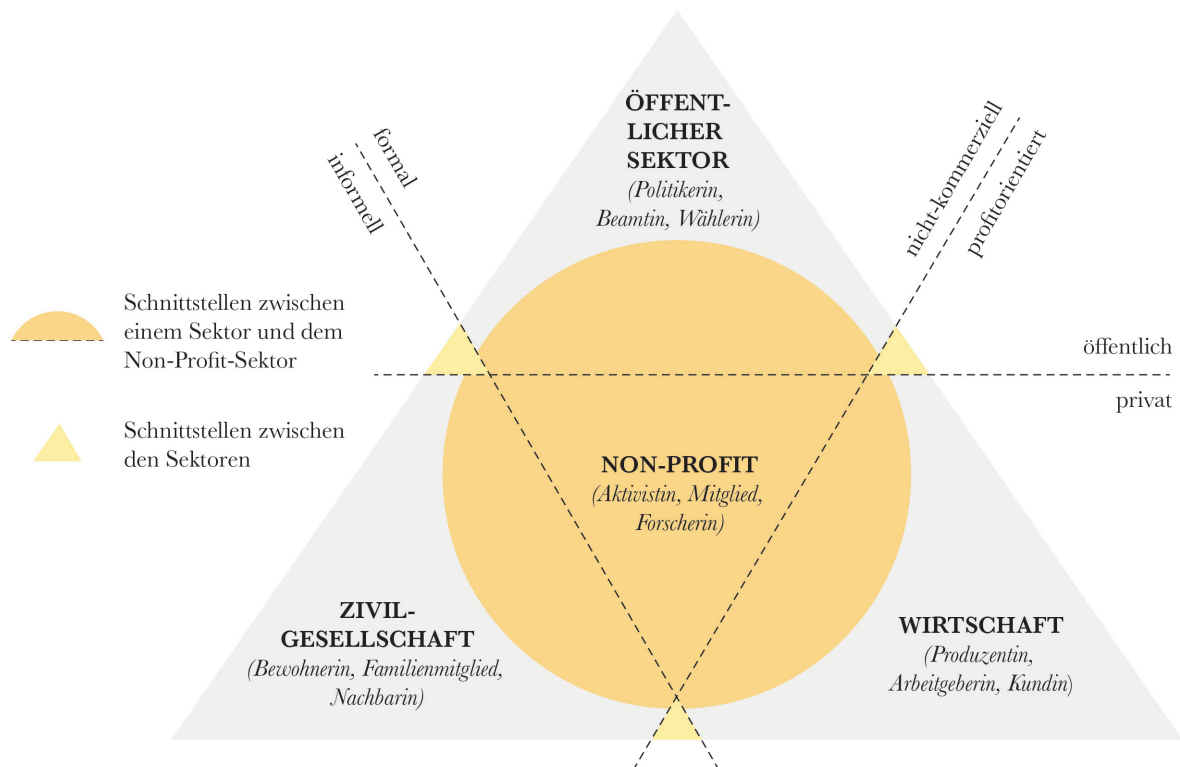 ÖFFENT-
LICHER
SEKTOR
(Politikerin,
Beamtin, Wählerin)
formal
informell
nicht-kommerziell
profitorientiert
Schnittstellen zwischen
einem Sektor und dem
Non-Profit-Sektor
öffentlich
privat
Schnittstellen zwischen
den Sektoren
NON-PROFIT
(Aktivistin, Mitglied,
Forscherin)
ZIVIL-
GESELLSCHAFT
(Bewohnerin, Familienmitglied,
Nachbarin)
WIRTSCHAFT
(Produzentin,
Arbeitgeberin, Kundin)